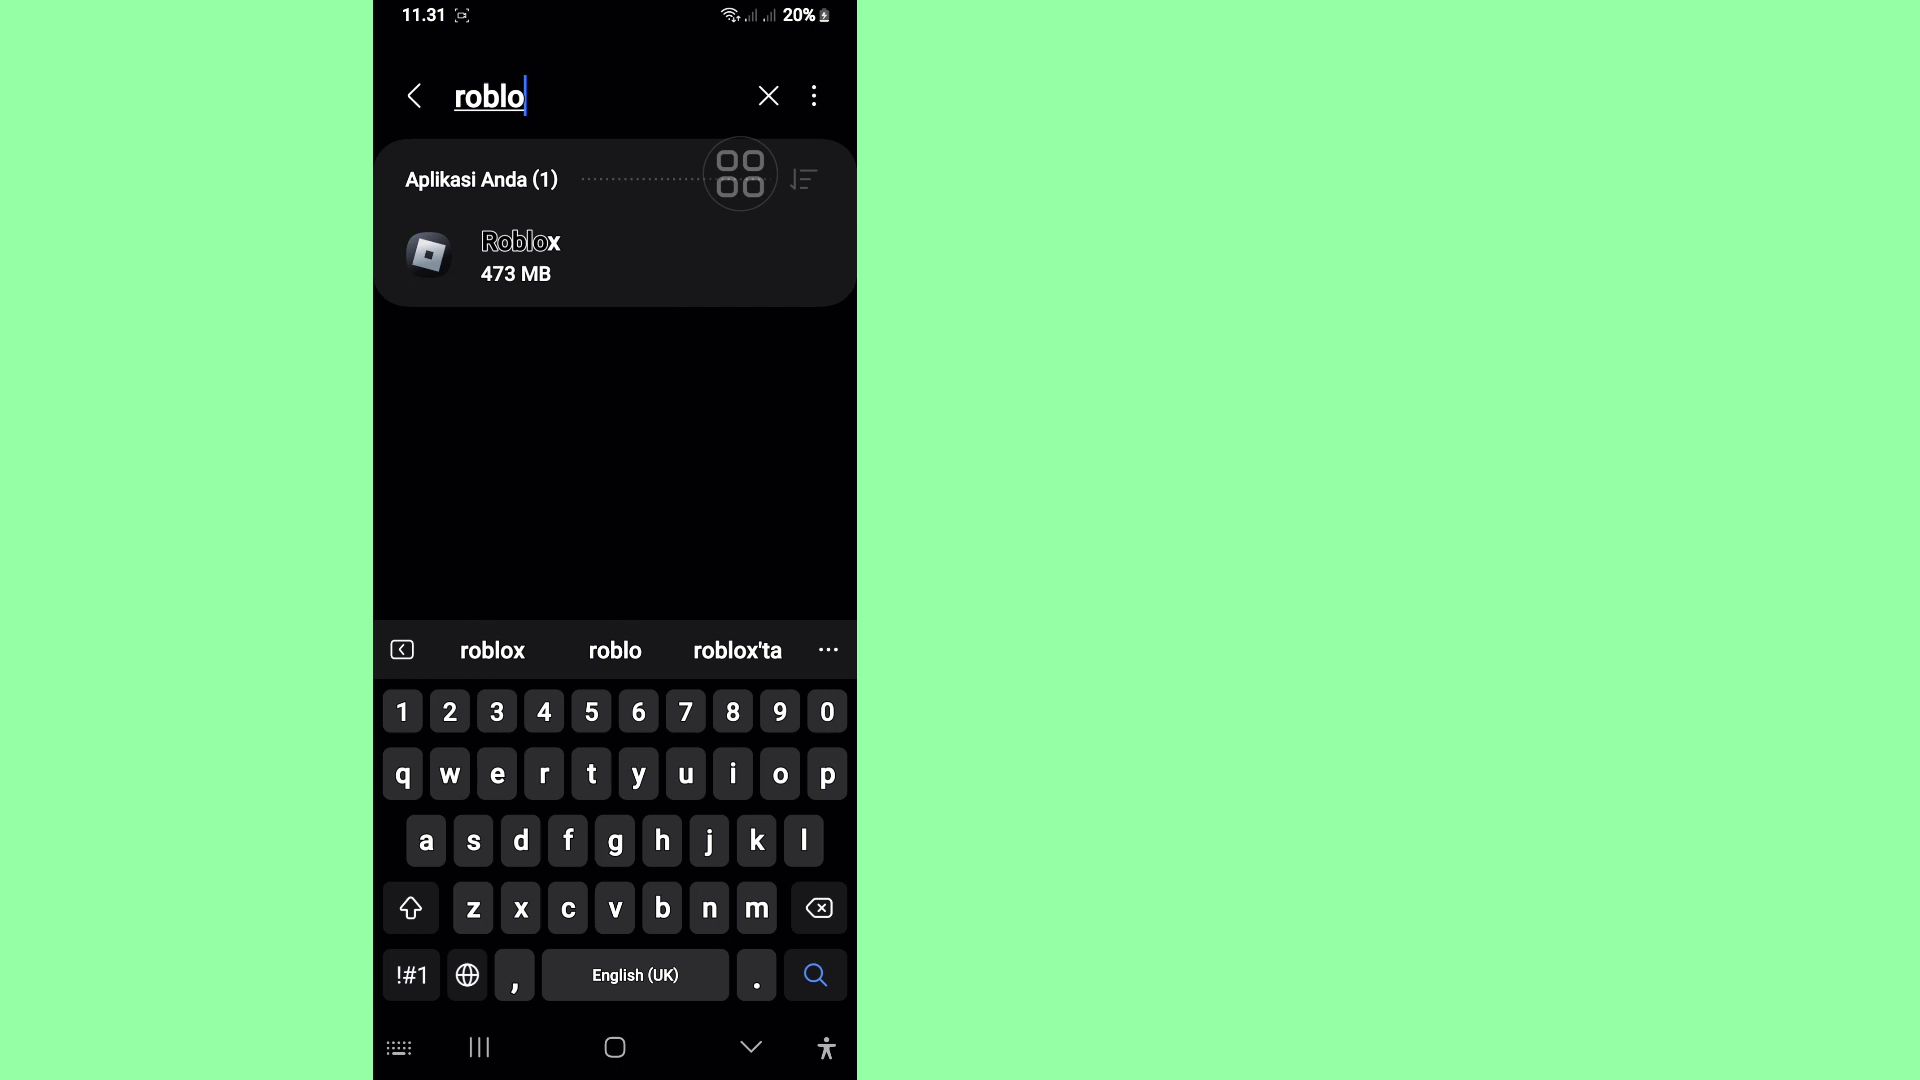 11.31 20%
roblo
Aplikasi Anda (1)
Roblox
473 MB
roblox roblo roblox'ta
1 2 3 4 5 6 7 8 9 0
q w e r t y u i o p
a s d f g h j k l
z x c v b n m
!#1 , English (UK) .